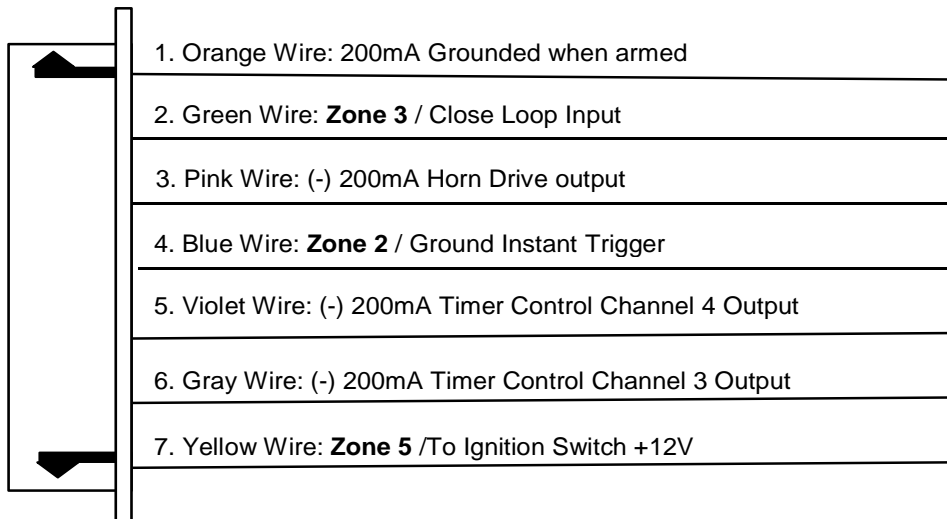 1. Orange Wire: 200mA Grounded when armed
2. Green Wire: Zone 3 / Close Loop Input
3. Pink Wire: (-) 200mA Horn Drive output
4. Blue Wire: Zone 2 / Ground Instant Trigger
5. Violet Wire: (-) 200mA Timer Control Channel 4 Output
6. Gray Wire: (-) 200mA Timer Control Channel 3 Output
7. Yellow Wire: Zone 5 /To Ignition Switch +12V